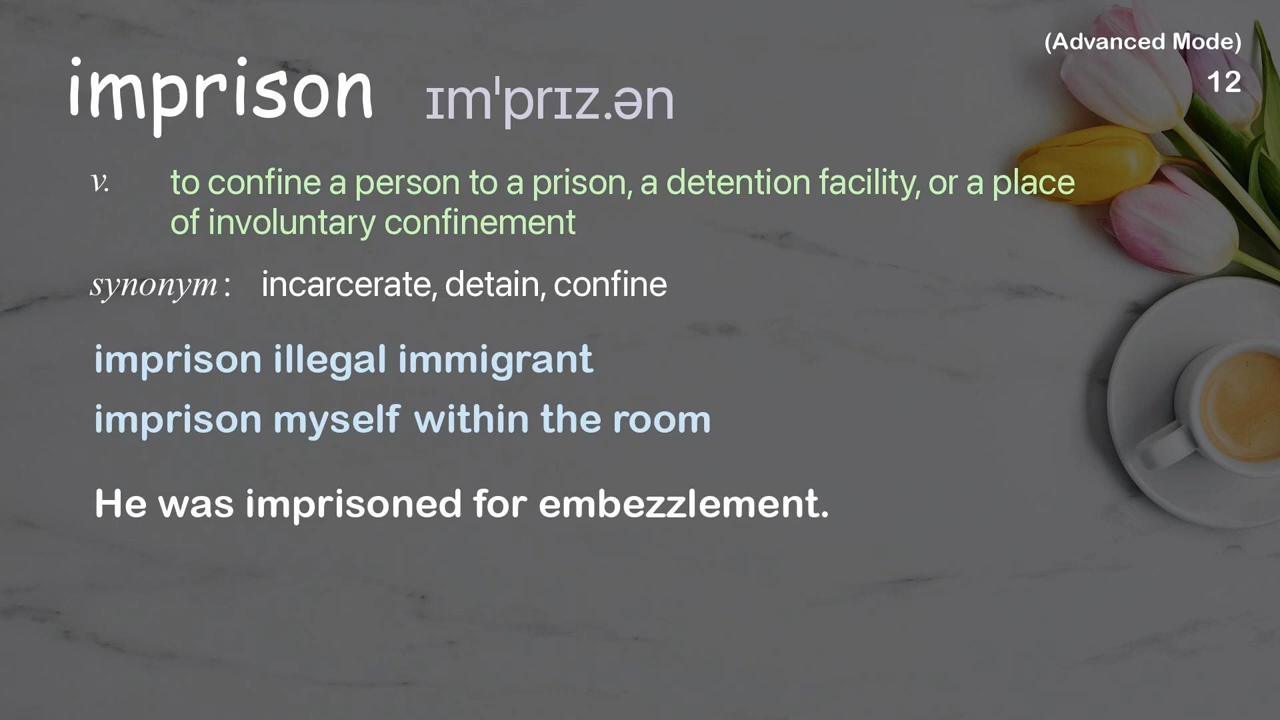 (Advanced Mode)
12
imprison ɪmˈprɪz.ən
v. to confine a person to a prison, a detention facility, or a place
of involuntary confinement
synonym: incarcerate, detain, confine
imprison illegal immigrant
imprison myself within the room
He was imprisoned for embezzlement.